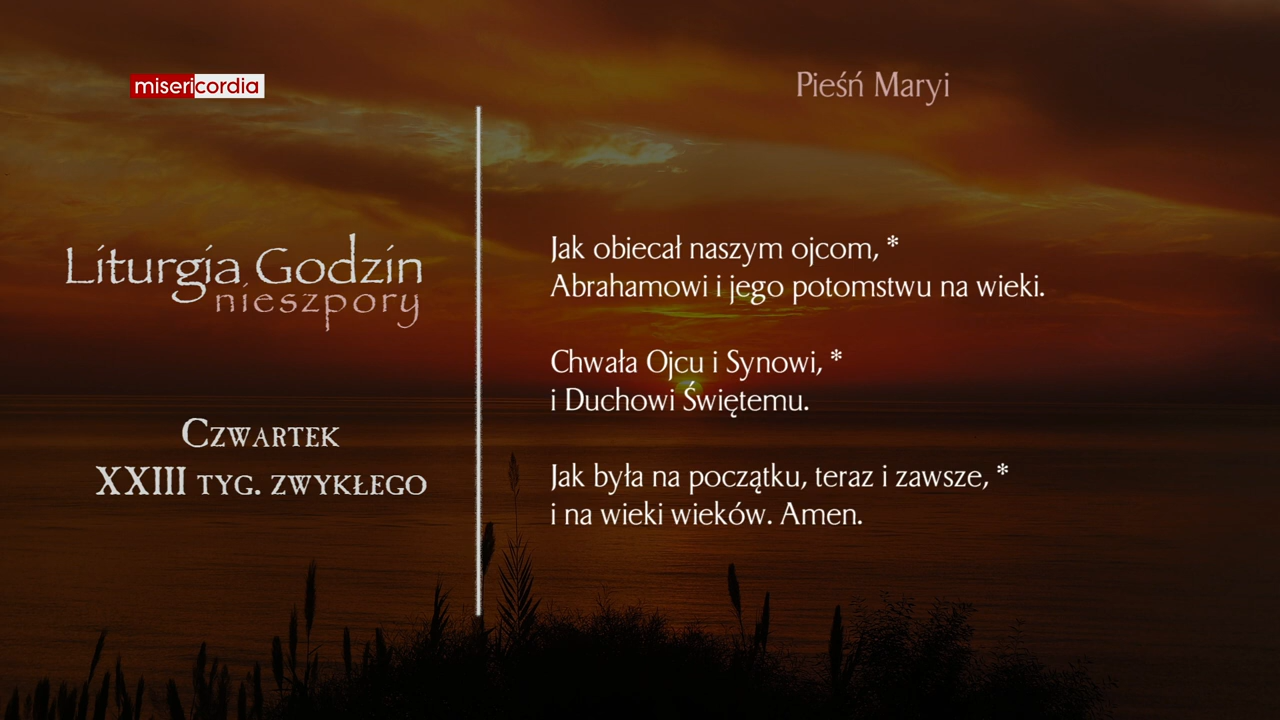 misericordia
Liturgia Godzin
nieszpory
Czwartek
XXIII tyg. zwykłego
Pieśń Maryi
Jak obiecał naszym ojcom, *
Abrahamowi i jego potomstwu na wieki.
Chwała Ojcu i Synowi, *
i Duchowi Świętemu.
Jak była na początku, teraz i zawsze, *
i na wieki wieków. Amen.